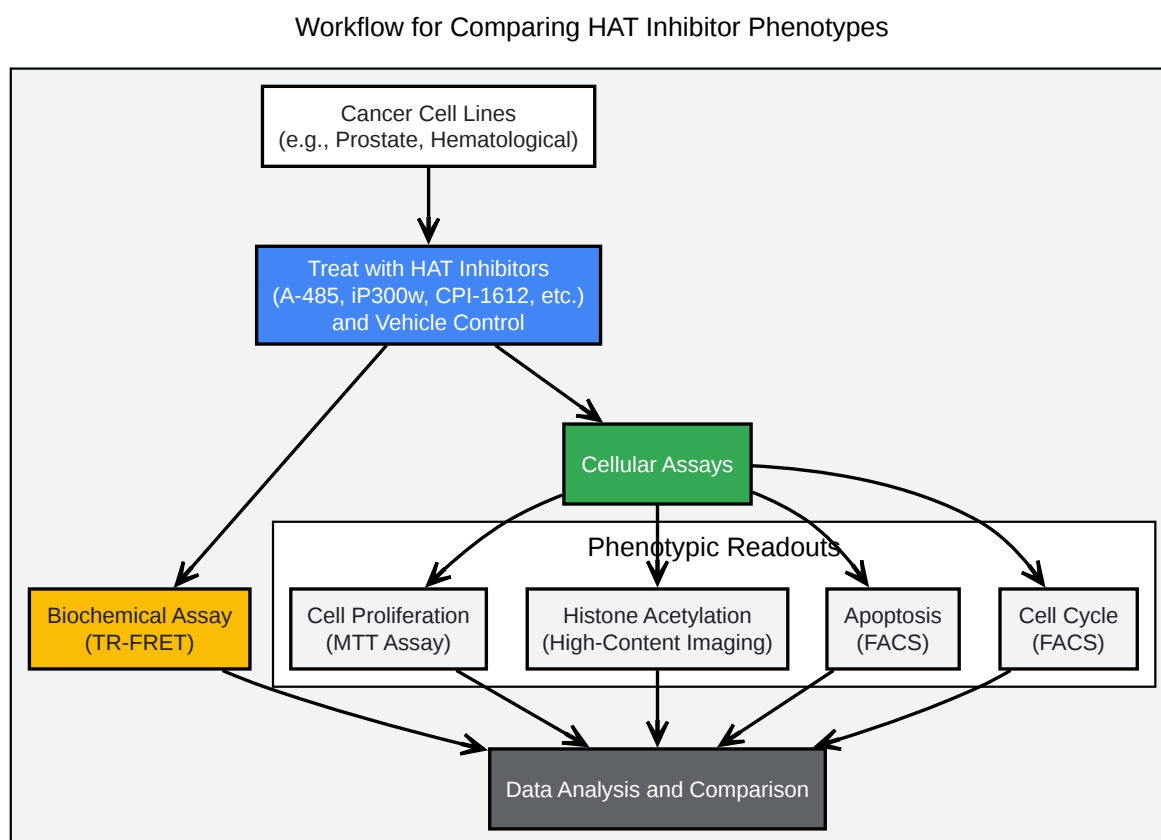 Workflow for Comparing HAT Inhibitor Phenotypes
Cancer Cell Lines
(e.g., Prostate, Hematological)
Treat with HAT Inhibitors
(A-485, iP300w, CPI-1612, etc.)
and Vehicle Control
Cellular Assays
Phenotypic Readouts
Biochemical Assay
(TR-FRET)
Cell Proliferation
(MTT Assay)
Histone Acetylation
(High-Content Imaging)
Apoptosis
(FACS)
Cell Cycle
(FACS)
Data Analysis and Comparison